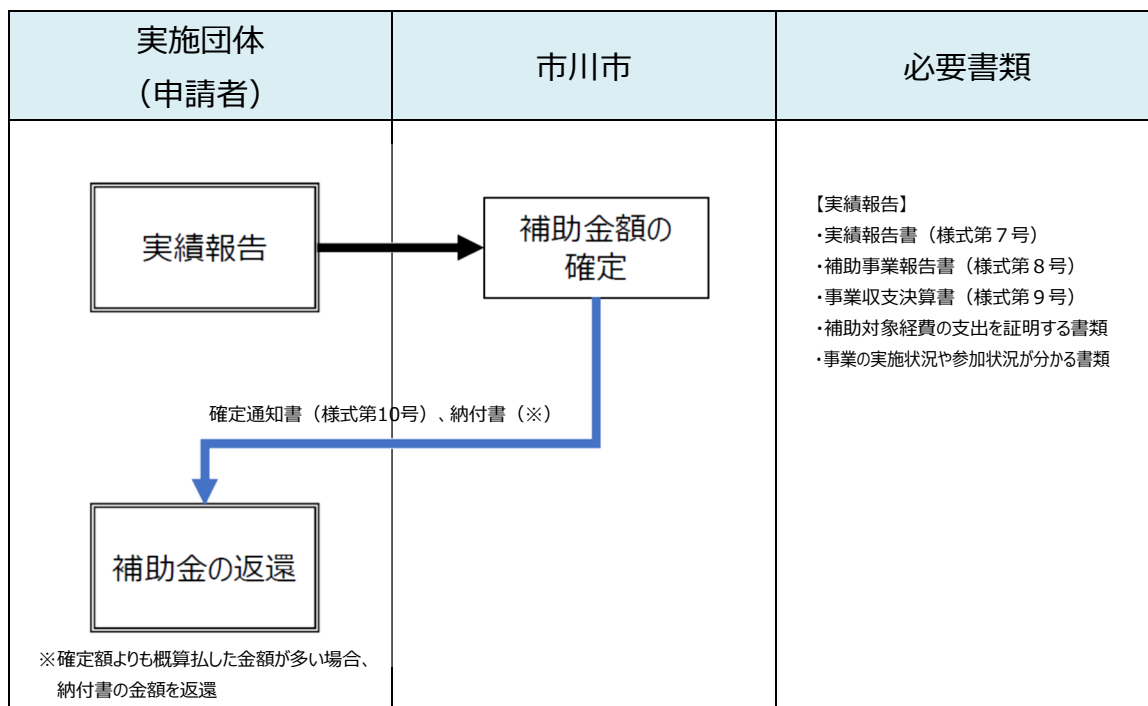 実施団体
（申請者）
市川市
必要書類
実績報告
補助金額の
確定
【実績報告】
・実績報告書（様式第７号）
・補助事業報告書（様式第８号）
・事業収支決算書（様式第９号）
・補助対象経費の支出を証明する書類
・事業の実施状況や参加状況が分かる書類
確定通知書（様式第10号）、納付書（※）
補助金の返還
※確定額よりも概算払した金額が多い場合、
納付書の金額を返還